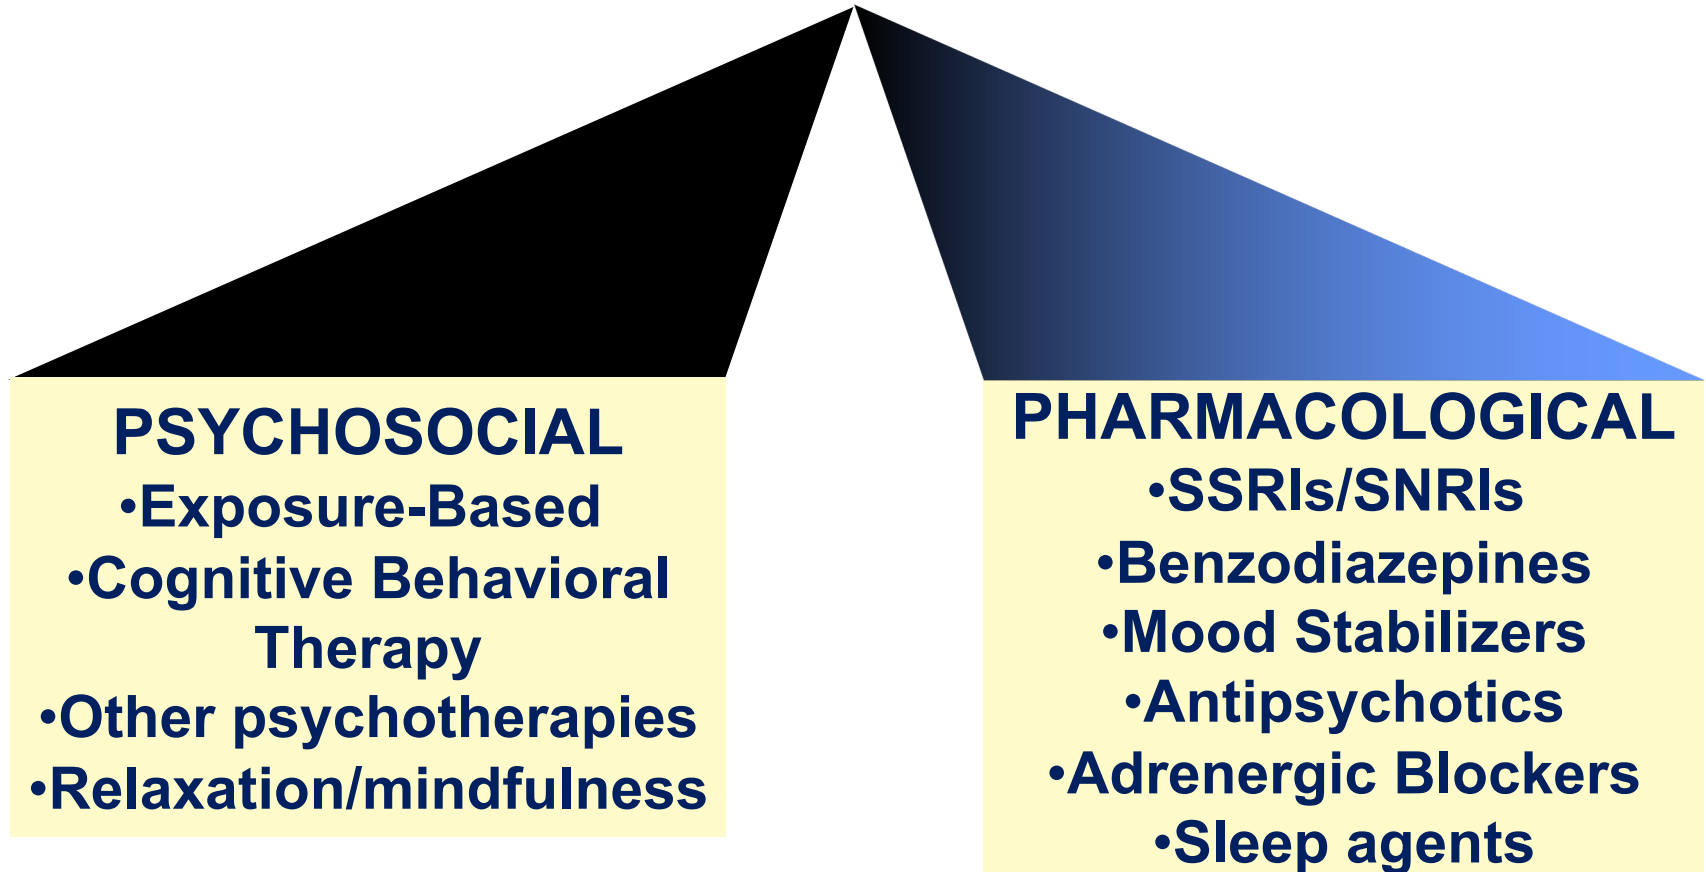 PSYCHOSOCIAL
•Exposure-Based
•Cognitive Behavioral
Therapy
•Other psychotherapies
•Relaxation/mindfulness
PHARMACOLOGICAL
•SSRIs/SNRIs
•Benzodiazepines
•Mood Stabilizers
•Antipsychotics
•Adrenergic Blockers
•Sleep agents